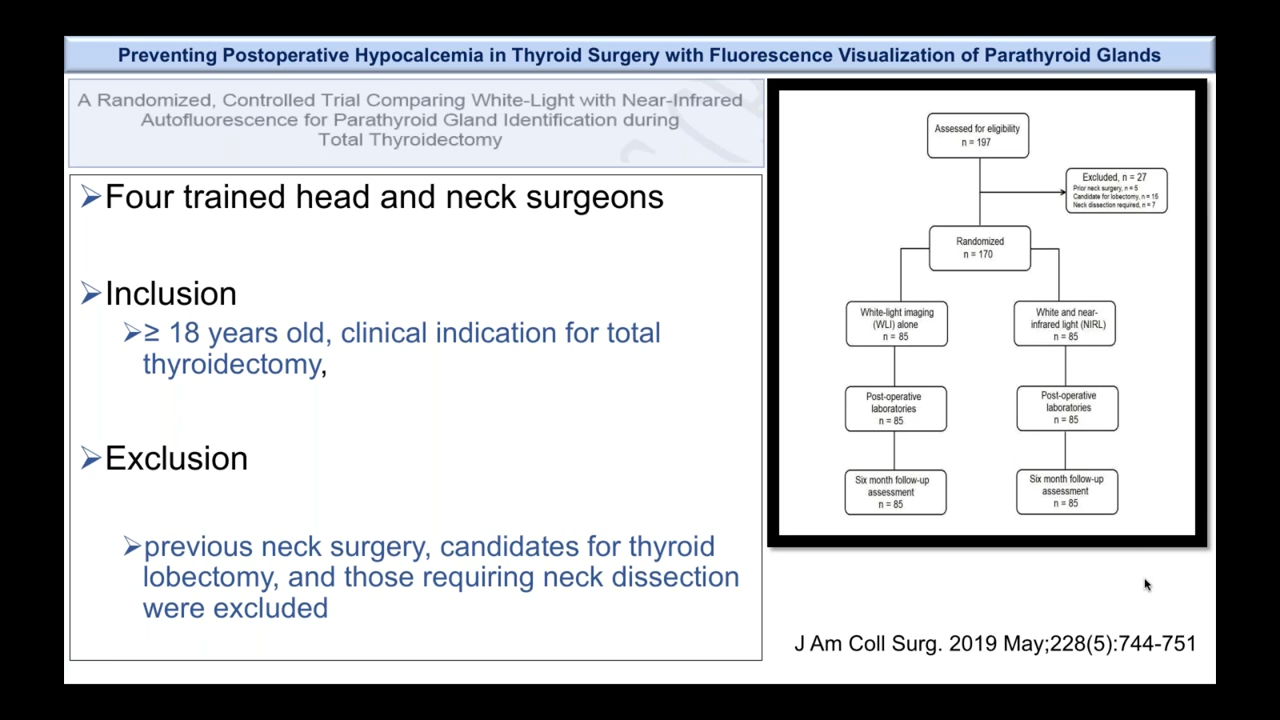 Preventing Postoperative Hypocalcemia in Thyroid Surgery with Fluorescence Visualization of Parathyroid Glands
A Randomized, Controlled Trial Comparing White-Light with Near-Infrared
Autofluorescence for Parathyroid Gland Identification during
Total Thyroidectomy
Four trained head and neck surgeons
Inclusion
≥ 18 years old, clinical indication for total
thyroidectomy,
Exclusion
previous neck surgery, candidates for thyroid
lobectomy, and those requiring neck dissection
were excluded
Assessed for eligibility
n = 197
Excluded, n = 27
Prior neck surgery, n = 5
Candidate for lobectomy, n = 15
Neck dissection required, n = 7
Randomized
n = 170
White-light imaging
(WLI) alone
n = 85
White and near-
infrared light (NIRL)
n = 85
Post-operative
laboratories
n = 85
Post-operative
laboratories
n = 85
Six month follow-up
assessment
n = 85
Six month follow-up
assessment
n = 85
J Am Coll Surg. 2019 May;228(5):744-751